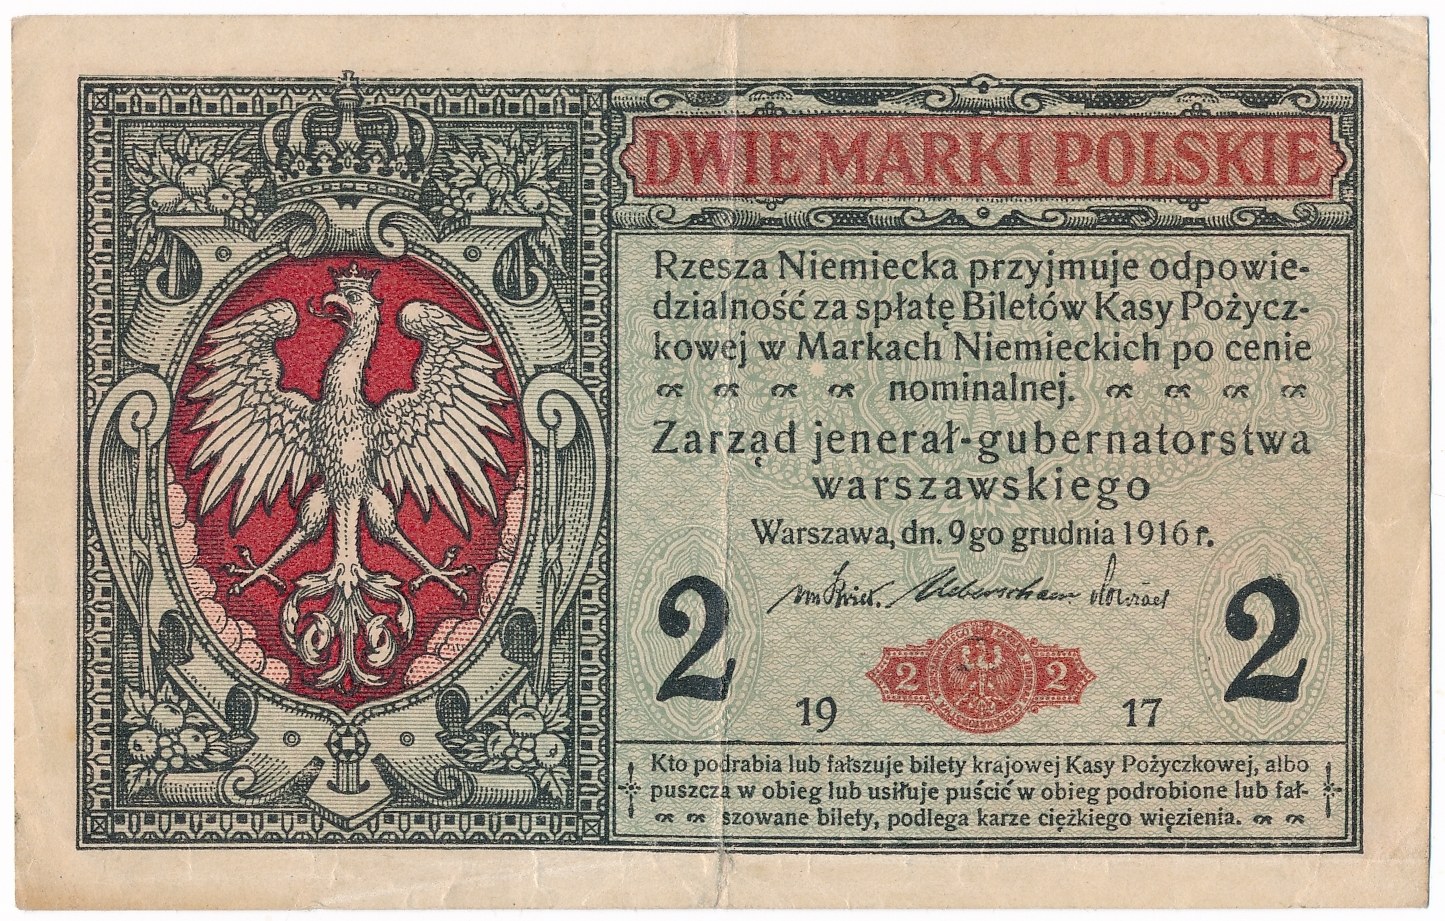 DWIE MARKI POLSKIE
Rzesza Niemiecka przyjmuje odpowie-
dzialność za spłatę Biletów Kasy Pożycz-
kowej w Markach Niemieckich po cenie
nominalnej.
Zarząd jenerał-gubernatorstwa
warszawskiego
Warszawa, dn. 9go grudnia 1916 r.
2 2
2 2
19 17
Kto podrabia lub fałszuje bilety krajowej Kasy Pożyczkowej, albo
puszcza w obieg lub usiłuje puścić w obieg podrobione lub fał-
szowane bilety, podlega karze ciężkiego więzienia.